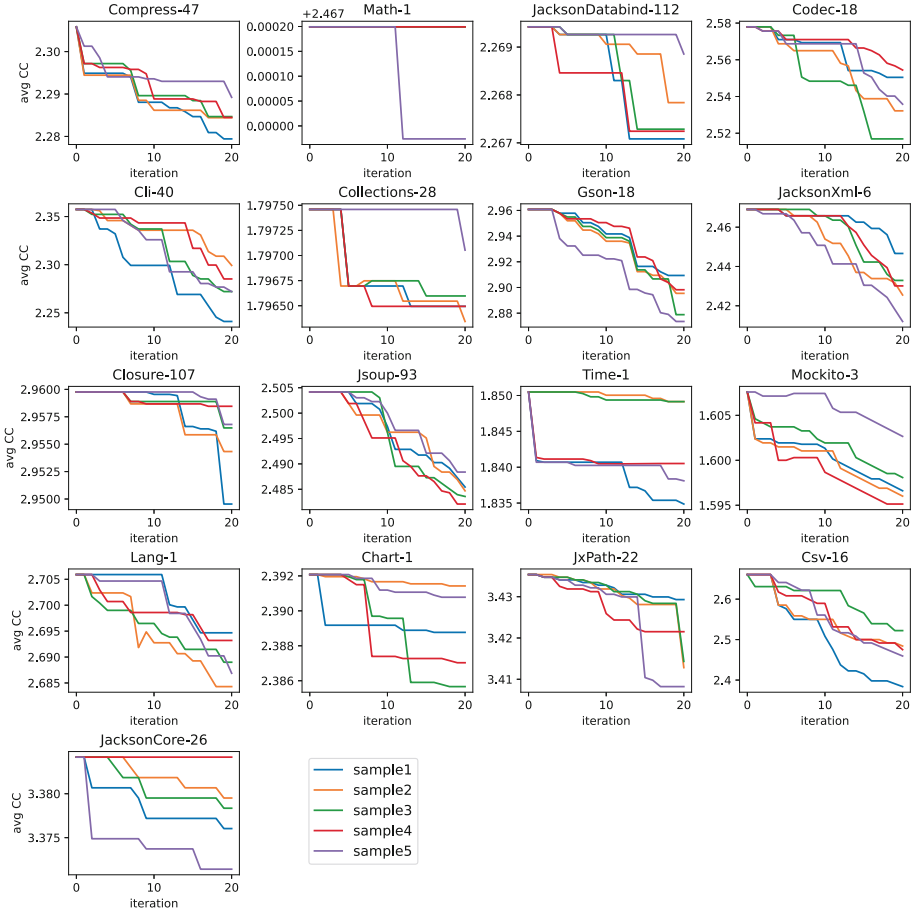 Compress-47
avg CC
2.30
2.29
2.28
0 10 20
iteration
Math-1
+2.467
0.00020
0.00015
0.00010
0.00005
0.00000
0 10 20
iteration
JacksonDatabind-112
2.269
2.268
2.267
0 10 20
iteration
Codec-18
2.58
2.56
2.54
2.52
0 10 20
iteration
Cli-40
avg CC
2.35
2.30
2.25
0 10 20
iteration
Collections-28
1.79750
1.79725
1.79700
1.79675
1.79650
0 10 20
iteration
Gson-18
2.96
2.94
2.92
2.90
2.88
0 10 20
iteration
JacksonXml-6
2.46
2.44
2.42
0 10 20
iteration
Closure-107
avg CC
2.9600
2.9575
2.9550
2.9525
2.9500
0 10 20
iteration
Jsoup-93
2.505
2.500
2.495
2.490
2.485
0 10 20
iteration
Time-1
1.850
1.845
1.840
1.835
0 10 20
iteration
Mockito-3
1.605
1.600
1.595
0 10 20
iteration
Lang-1
avg CC
2.705
2.700
2.695
2.690
2.685
0 10 20
iteration
Chart-1
2.392
2.390
2.388
2.386
0 10 20
iteration
JxPath-22
3.43
3.42
3.41
0 10 20
iteration
Csv-16
2.6
2.5
2.4
0 10 20
iteration
JacksonCore-26
avg CC
3.380
3.375
0 10 20
iteration
sample1
sample2
sample3
sample4
sample5